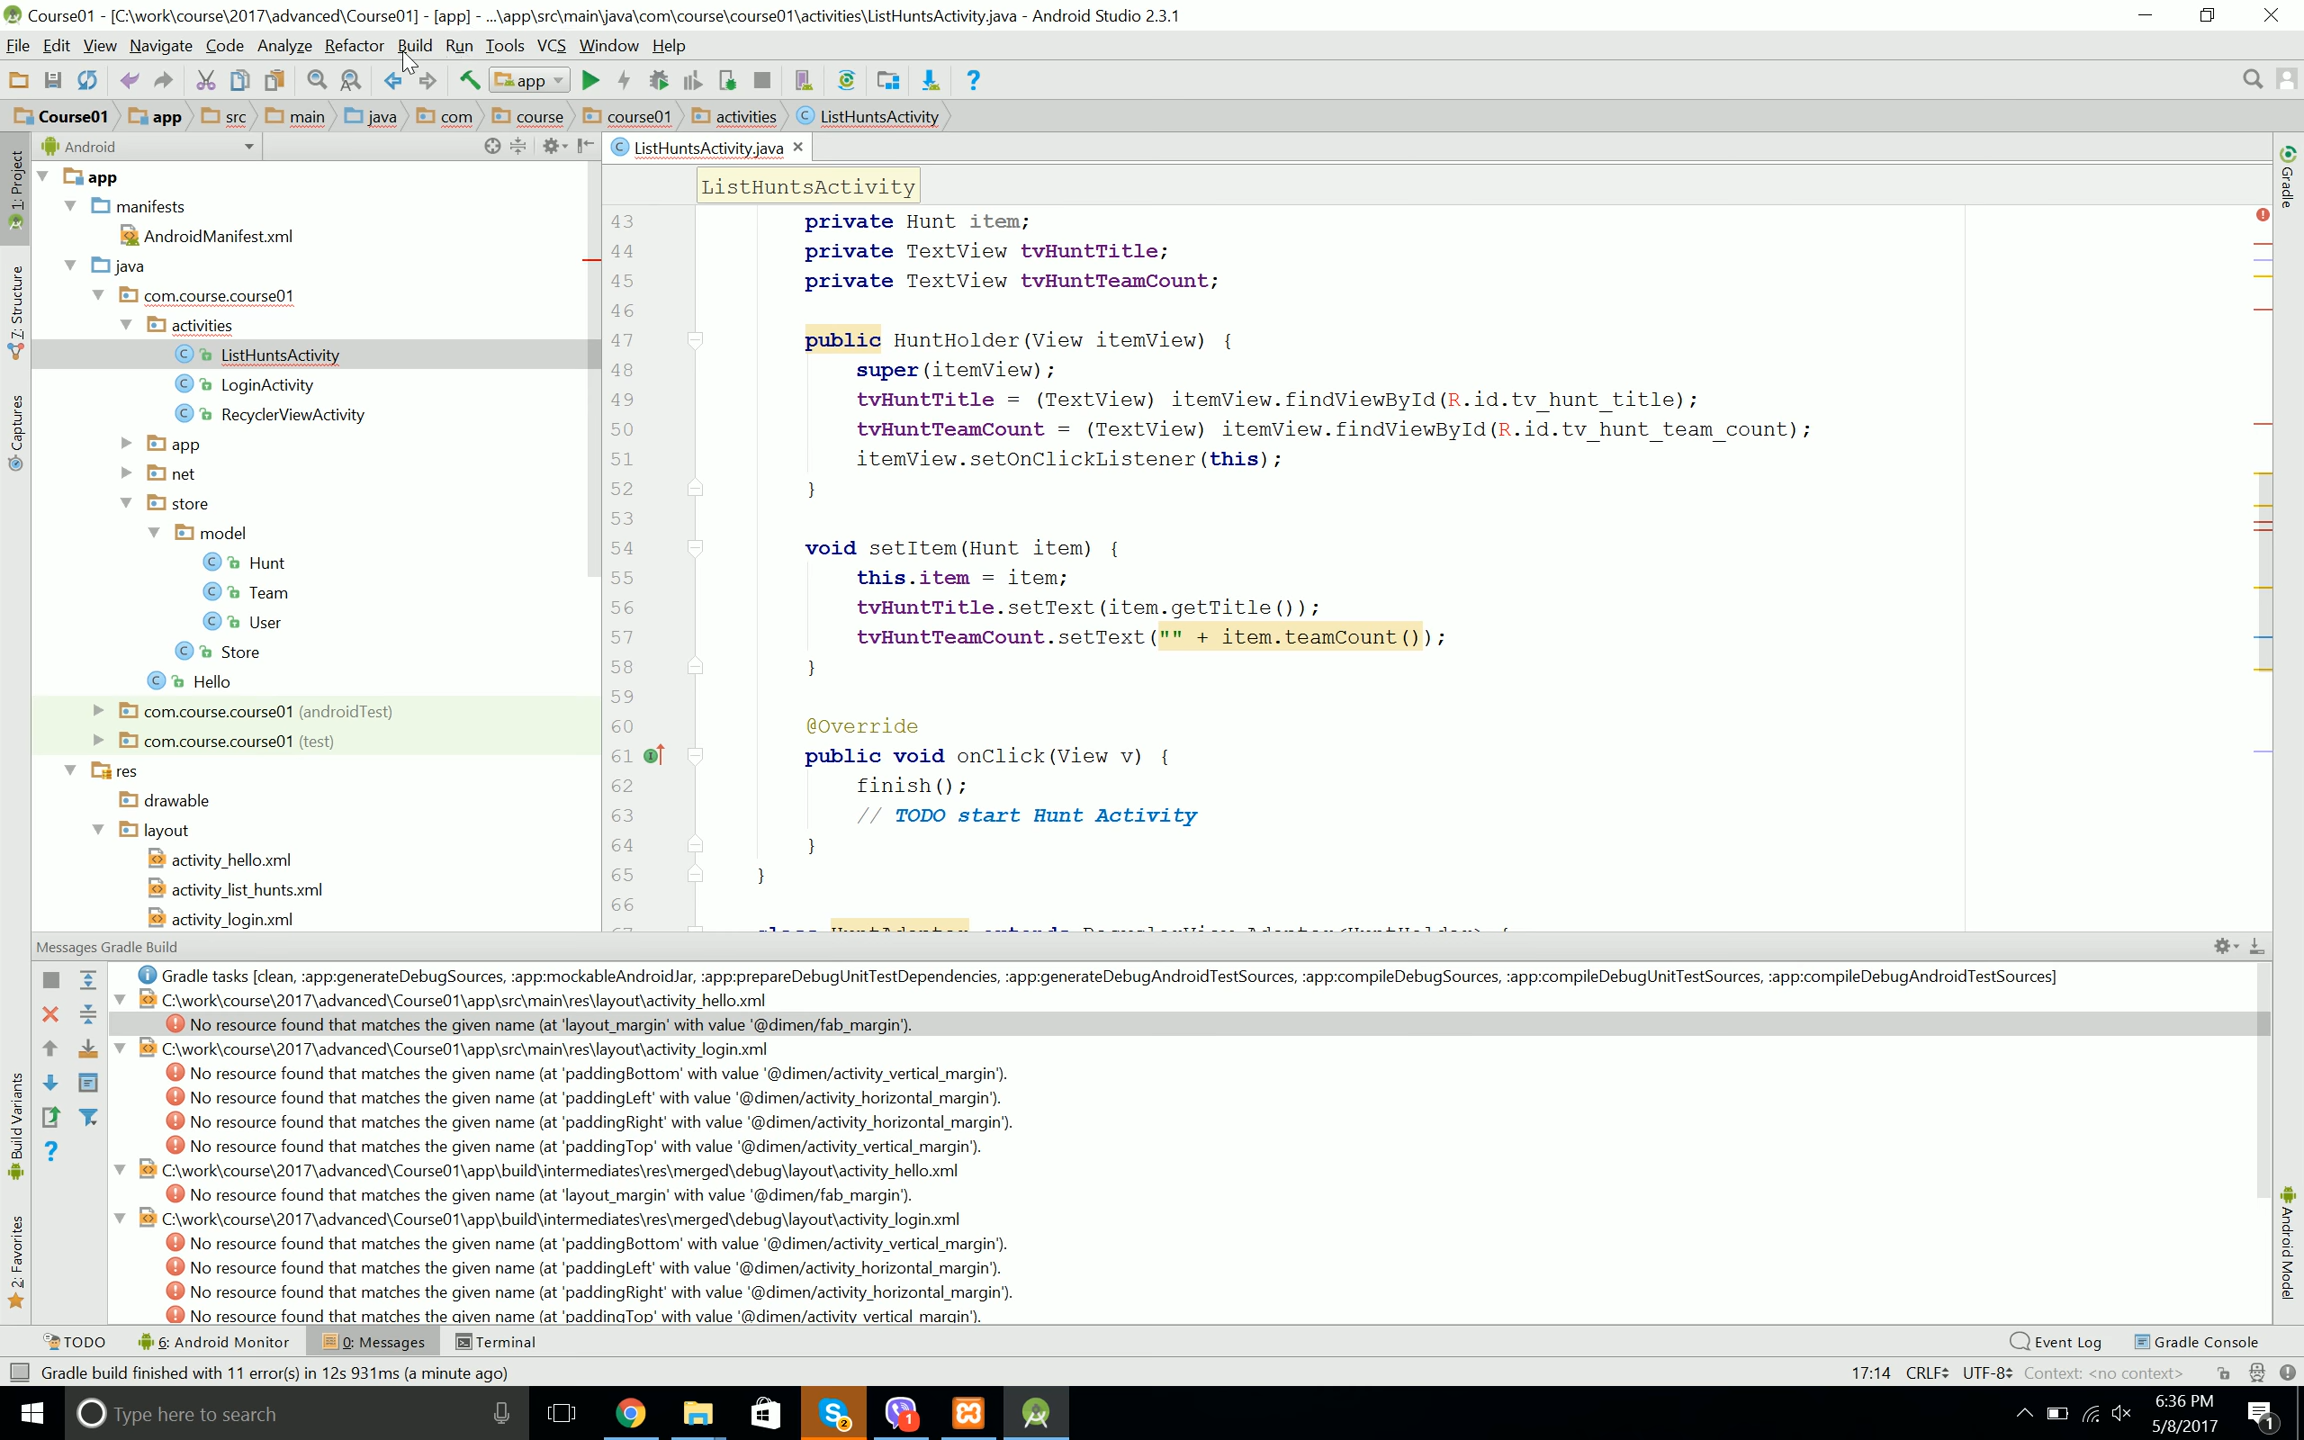 Course01 - [C:\work\course\2017\advanced\Course01] - [app] - ...\app\src\main\java\com\course\course01\activities\ListHuntsActivity.java - Android Studio 2.3.1
File Edit View Navigate Code Analyze Refactor Build Run Tools VCS Window Help
app
Course01 app src main java com course course01 activities ListHuntsActivity
Android
ListHuntsActivity.java
1: Project
7: Structure
Captures
Build Variants
2: Favorites
Gradle
Android Model
app
manifests
AndroidManifest.xml
java
com.course.course01
activities
ListHuntsActivity
LoginActivity
RecyclerViewActivity
app
net
store
model
Hunt
Team
User
Store
Hello
com.course.course01 (androidTest)
com.course.course01 (test)
res
drawable
layout
activity_hello.xml
activity_list_hunts.xml
activity_login.xml
ListHuntsActivity
43 private Hunt item;
44 private TextView tvHuntTitle;
45 private TextView tvHuntTeamCount;
46
47 public HuntHolder(View itemView) {
48 super(itemView);
49 tvHuntTitle = (TextView) itemView.findViewById(R.id.tv_hunt_title);
50 tvHuntTeamCount = (TextView) itemView.findViewById(R.id.tv_hunt_team_count);
51 itemView.setOnClickListener(this);
52 }
53
54 void setItem(Hunt item) {
55 this.item = item;
56 tvHuntTitle.setText(item.getTitle());
57 tvHuntTeamCount.setText("" + item.teamCount());
58 }
59
60 @Override
61 public void onClick(View v) {
62 finish();
63 // TODO start Hunt Activity
64 }
65 }
66
Messages Gradle Build
Gradle tasks [clean, :app:generateDebugSources, :app:mockableAndroidJar, :app:prepareDebugUnitTestDependencies, :app:generateDebugAndroidTestSources, :app:compileDebugSources, :app:compileDebugUnitTestSources, :app:compileDebugAndroidTestSources]
C:\work\course\2017\advanced\Course01\app\src\main\res\layout\activity_hello.xml
No resource found that matches the given name (at 'layout_margin' with value '@dimen/fab_margin').
C:\work\course\2017\advanced\Course01\app\src\main\res\layout\activity_login.xml
No resource found that matches the given name (at 'paddingBottom' with value '@dimen/activity_vertical_margin').
No resource found that matches the given name (at 'paddingLeft' with value '@dimen/activity_horizontal_margin').
No resource found that matches the given name (at 'paddingRight' with value '@dimen/activity_horizontal_margin').
No resource found that matches the given name (at 'paddingTop' with value '@dimen/activity_vertical_margin').
C:\work\course\2017\advanced\Course01\app\build\intermediates\res\merged\debug\layout\activity_hello.xml
No resource found that matches the given name (at 'layout_margin' with value '@dimen/fab_margin').
C:\work\course\2017\advanced\Course01\app\build\intermediates\res\merged\debug\layout\activity_login.xml
No resource found that matches the given name (at 'paddingBottom' with value '@dimen/activity_vertical_margin').
No resource found that matches the given name (at 'paddingLeft' with value '@dimen/activity_horizontal_margin').
No resource found that matches the given name (at 'paddingRight' with value '@dimen/activity_horizontal_margin').
No resource found that matches the given name (at 'paddingTop' with value '@dimen/activity_vertical_margin').
TODO 6: Android Monitor 0: Messages Terminal Event Log Gradle Console
Gradle build finished with 11 error(s) in 12s 931ms (a minute ago) 17:14 CRLF UTF-8 Context: <no context>
Type here to search
2
1
6:36 PM
5/8/2017
1